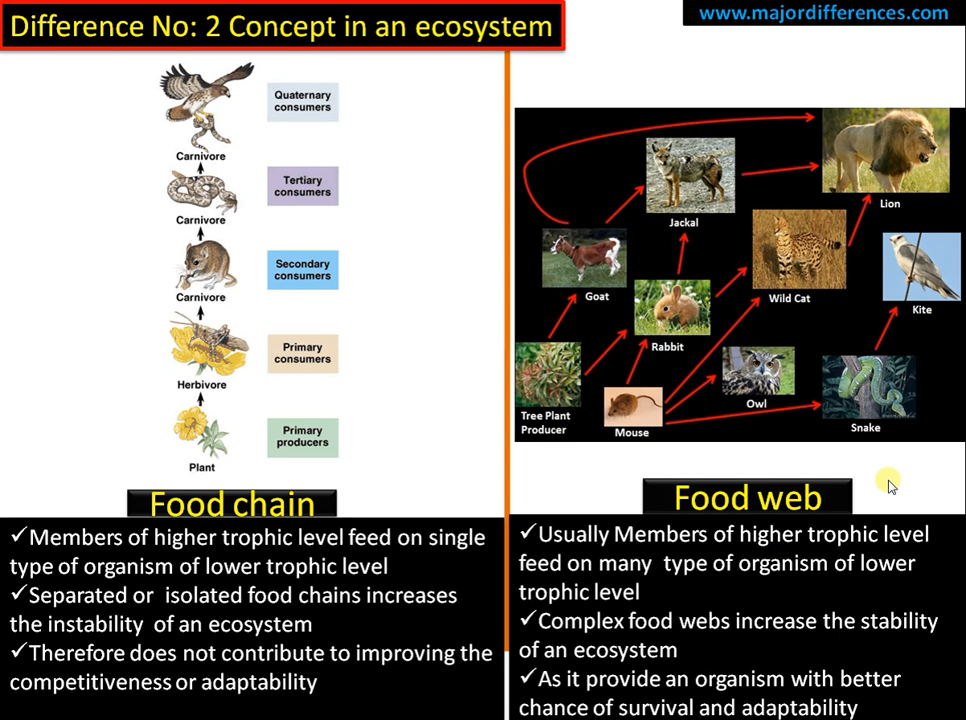 Difference No: 2 Concept in an ecosystem
www.majordifferences.com
Quaternary
consumers
Carnivore
Tertiary
consumers
Carnivore
Secondary
consumers
Carnivore
Primary
consumers
Herbivore
Primary
producers
Plant
Food chain
✓Members of higher trophic level feed on single
type of organism of lower trophic level
✓Separated or isolated food chains increases
the instability of an ecosystem
✓Therefore does not contribute to improving the
competitiveness or adaptability
Lion
Jackal
Goat
Wild Cat
Kite
Rabbit
Tree Plant
Producer
Mouse
Owl
Snake
Food web
✓Usually Members of higher trophic level
feed on many type of organism of lower
trophic level
✓Complex food webs increase the stability
of an ecosystem
✓As it provide an organism with better
chance of survival and adaptability